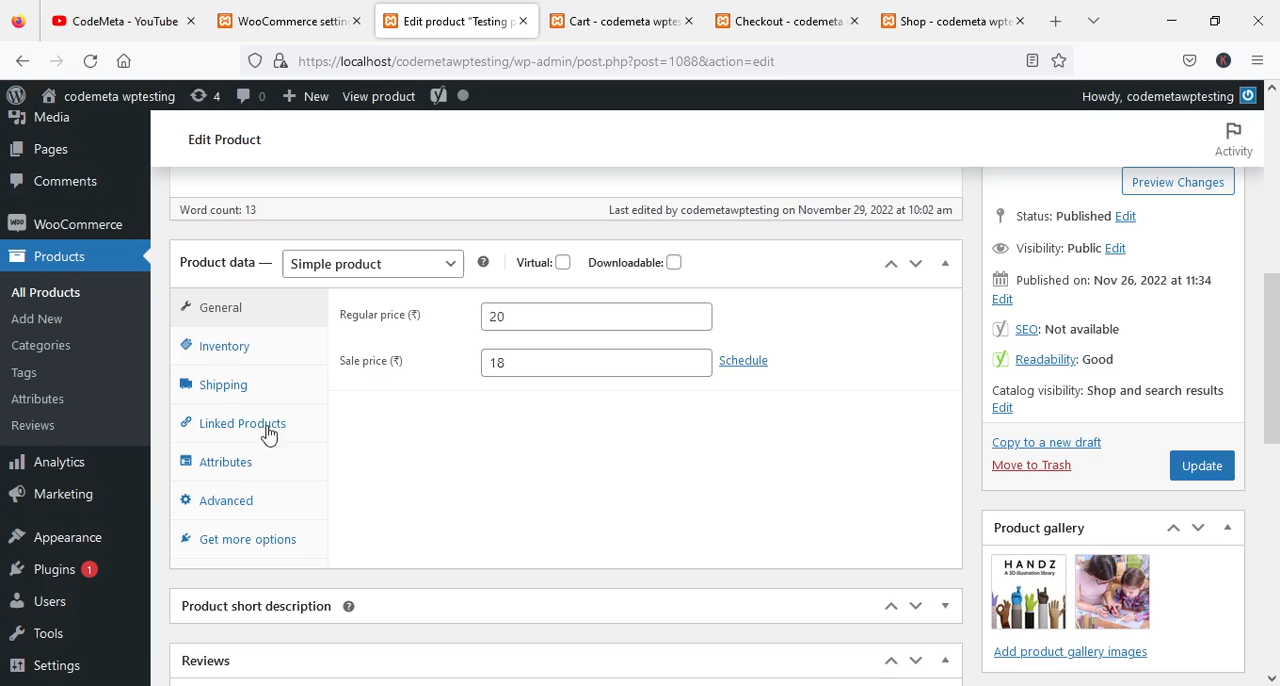 CodeMeta - YouTube
WooCommerce settin
Edit product "Testing p
Cart - codemeta wptes
Checkout - codemeta
Shop - codemeta wpte
https://localhost/codemetawptesting/wp-admin/post.php?post=1088&action=edit
K
codemeta wptesting
4
0
New
View product
Howdy, codemetawptesting
Media
Pages
Comments
WooCommerce
Products
All Products
Add New
Categories
Tags
Attributes
Reviews
Analytics
Marketing
Appearance
Plugins 1
Users
Tools
Settings
Edit Product
Activity
Word count: 13
Last edited by codemetawptesting on November 29, 2022 at 10:02 am
Product data —
Simple product
Virtual:
Downloadable:
General
Inventory
Shipping
Linked Products
Attributes
Advanced
Get more options
Regular price (₹)
20
Sale price (₹)
18
Schedule
Product short description
Reviews
Preview Changes
Status: Published Edit
Visibility: Public Edit
Published on: Nov 26, 2022 at 11:34
Edit
SEO: Not available
Readability: Good
Catalog visibility: Shop and search results
Edit
Copy to a new draft
Move to Trash
Update
Product gallery
HANDZ
A 3D illustration library
Add product gallery images